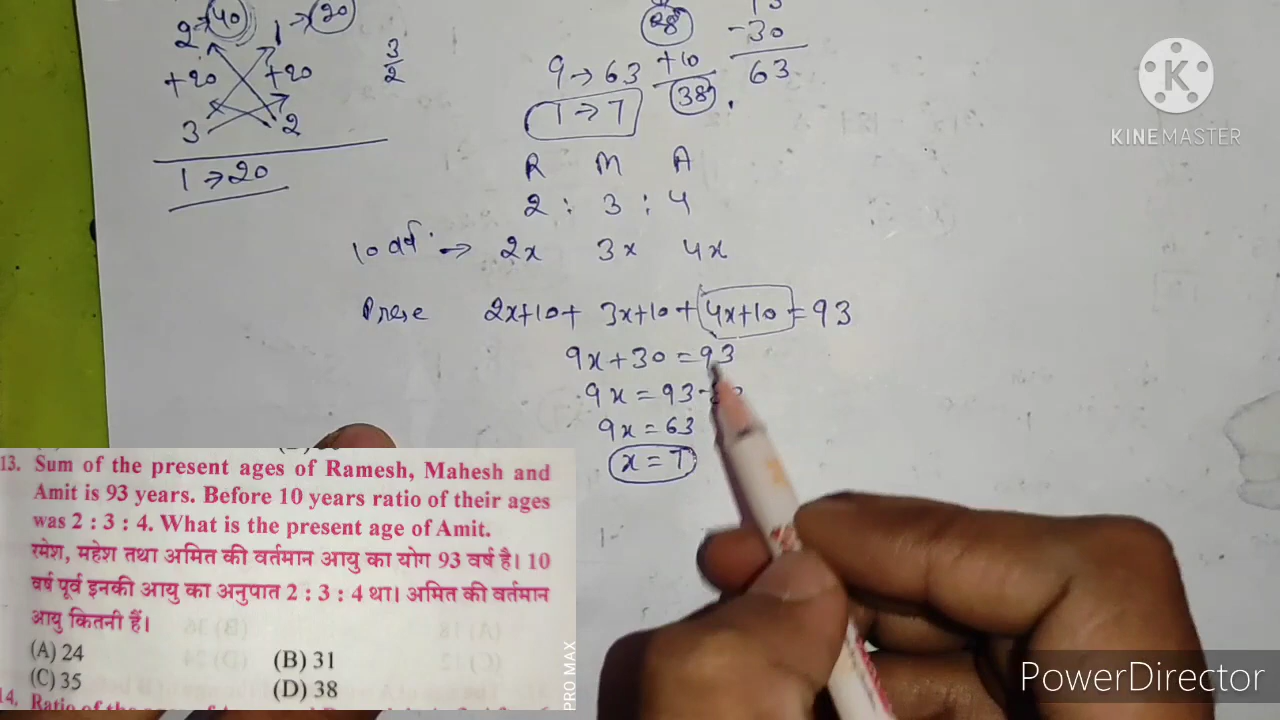 2→40 1→20
+20 +20
3 2
1→20
3
2
28
+10
38.
-30
63
9→63
1→7
R M A
2 : 3 : 4
10 वर्ष → 2x 3x 4x
2x+10+ 3x+10+ 4x+10 = 93
9x+30 = 93
9x = 93-30
9x = 63
x = 7
K
KINEMASTER
13. Sum of the present ages of Ramesh, Mahesh and
Amit is 93 years. Before 10 years ratio of their ages
was 2 : 3 : 4. What is the present age of Amit.
रमेश, महेश तथा अमित की वर्तमान आयु का योग 93 वर्ष है। 10
वर्ष पूर्व इनकी आयु का अनुपात 2 : 3 : 4 था। अमित की वर्तमान
आयु कितनी हैं।
(A) 24 (B) 31
(C) 35 (D) 38
PRO MAX
PowerDirector